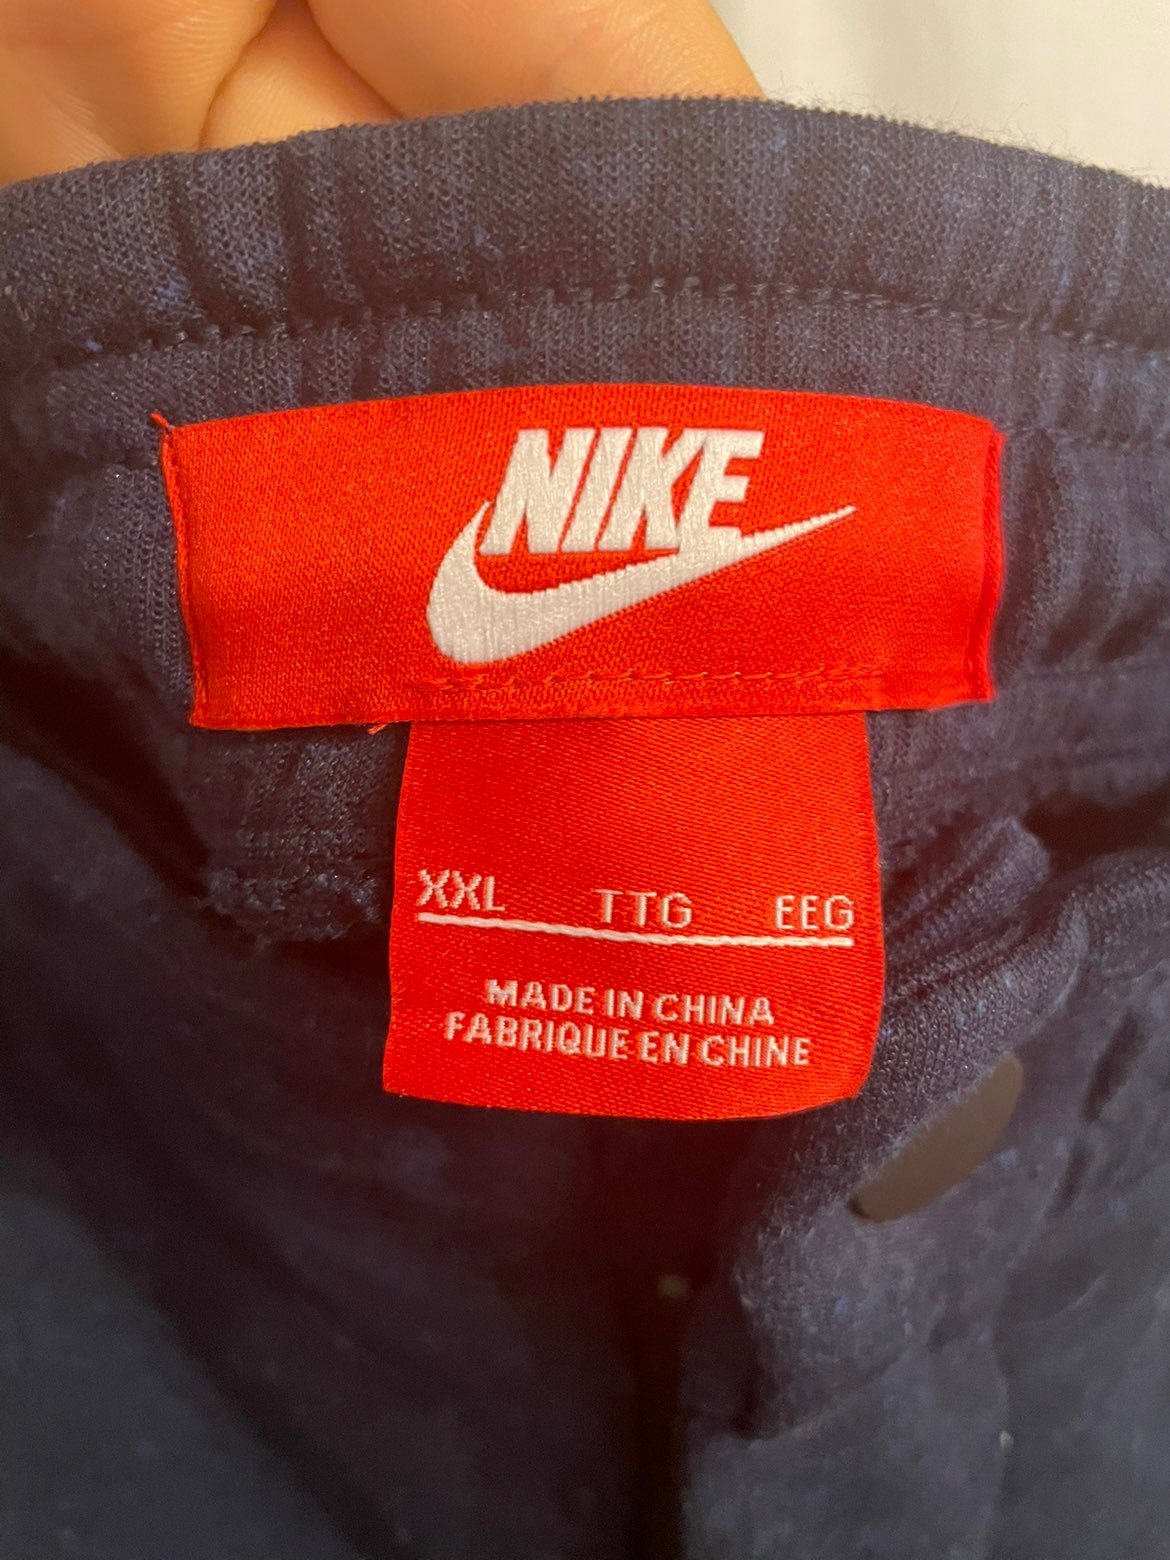 NIKE
XXL TTG EEG
MADE IN CHINA
FABRIQUE EN CHINE